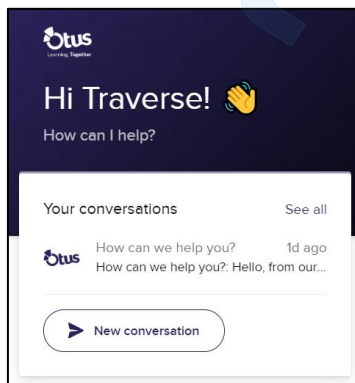 Otus
Learning, Together
Hi Traverse! 👋
How can I help?
Your conversations See all
Otus How can we help you? 1d ago
How can we help you?: Hello, from our...
New conversation